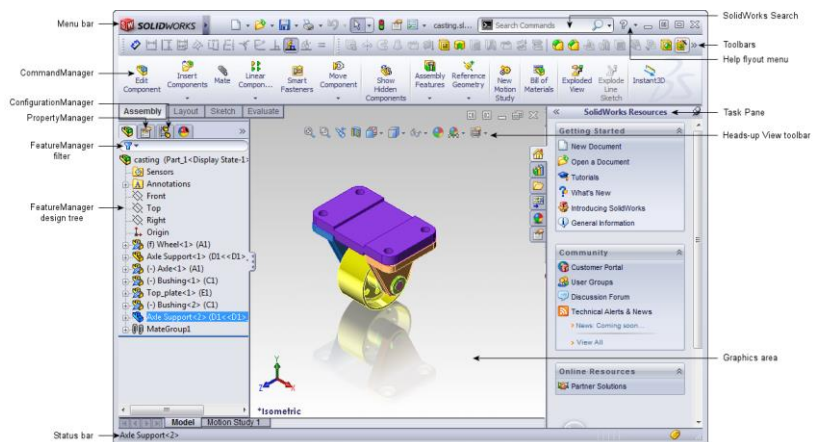 SolidWorks Search
Menu bar
SOLIDWORKS
casting.sl...
Search Commands
Toolbars
Help flyout menu
CommandManager
Edit Component
Insert Components
Mate
Linear Compon...
Smart Fasteners
Move Component
Show Hidden Components
Assembly Features
Reference Geometry
New Motion Study
Bill of Materials
Exploded View
Explode Line Sketch
Instant3D
ConfigurationManager
Assembly
Layout
Sketch
Evaluate
SolidWorks Resources
Task Pane
PropertyManager
Getting Started
Heads-up View toolbar
FeatureManager filter
New Document
Open a Document
Tutorials
What's New
Introducing SolidWorks
General Information
casting (Part_1<Display State-1>
Sensors
Annotations
Front
FeatureManager design tree
Top
Right
Origin
(f) Wheel<1> (A1)
Axle Support<1> (D1<<D1>
(-) Axle<1> (A1)
(-) Bushing<1> (C1)
Top_plate<1> (E1)
(-) Bushing<2> (C1)
Axle Support<2> (D1<<D1>
MateGroup1
Community
Customer Portal
User Groups
Discussion Forum
Technical Alerts & News
News: Coming soon...
View All
Graphics area
Online Resources
Partner Solutions
Y
Z
X
*Isometric
Model
Motion Study 1
Status bar
Axle Support<2>